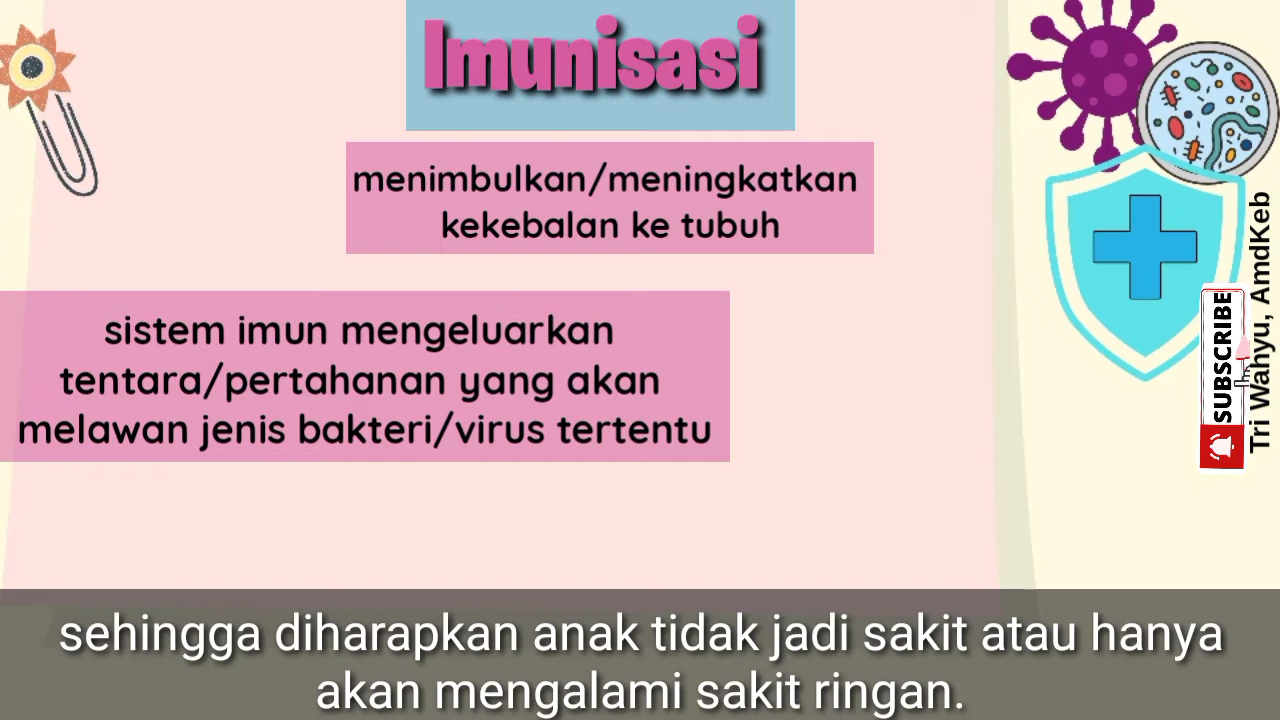 Imunisasi
menimbulkan/meningkatkan
kekebalan ke tubuh
sistem imun mengeluarkan
tentara/pertahanan yang akan
melawan jenis bakteri/virus tertentu
SUBSCRIBE
Tri Wahyu, AmdKeb
sehingga diharapkan anak tidak jadi sakit atau hanya
akan mengalami sakit ringan.